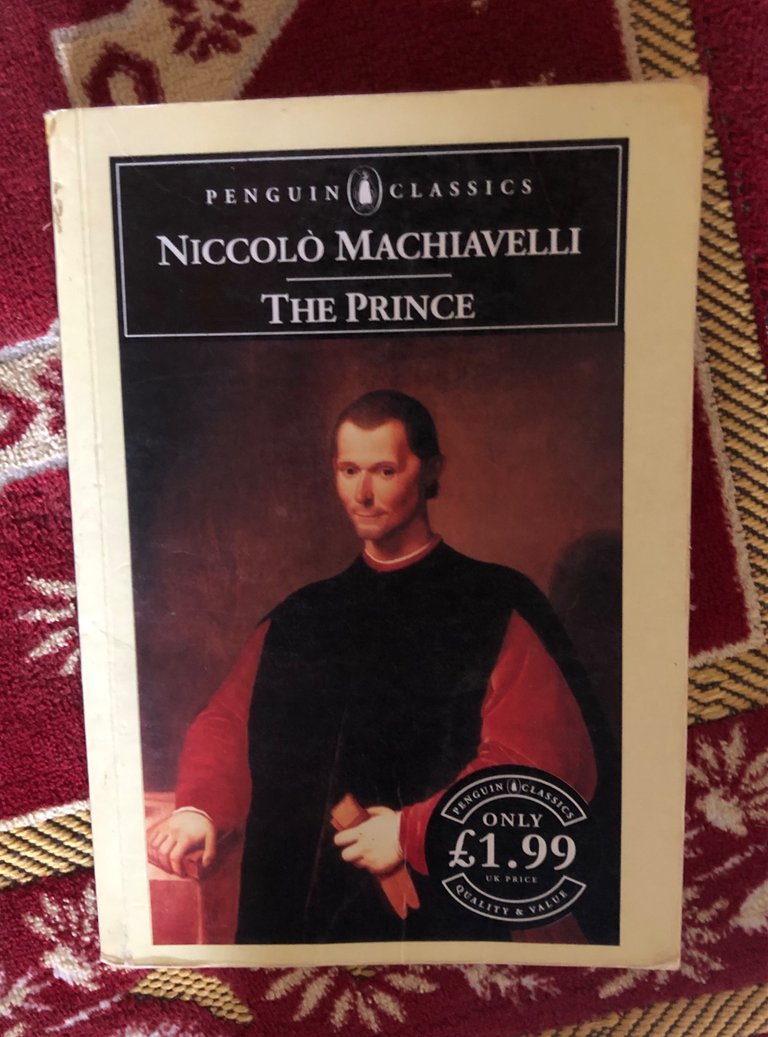 PENGUIN CLASSICS
NICCOLÒ MACHIAVELLI
THE PRINCE
PENGUIN CLASSICS
ONLY
£1.99
UK PRICE
QUALITY & VALUE